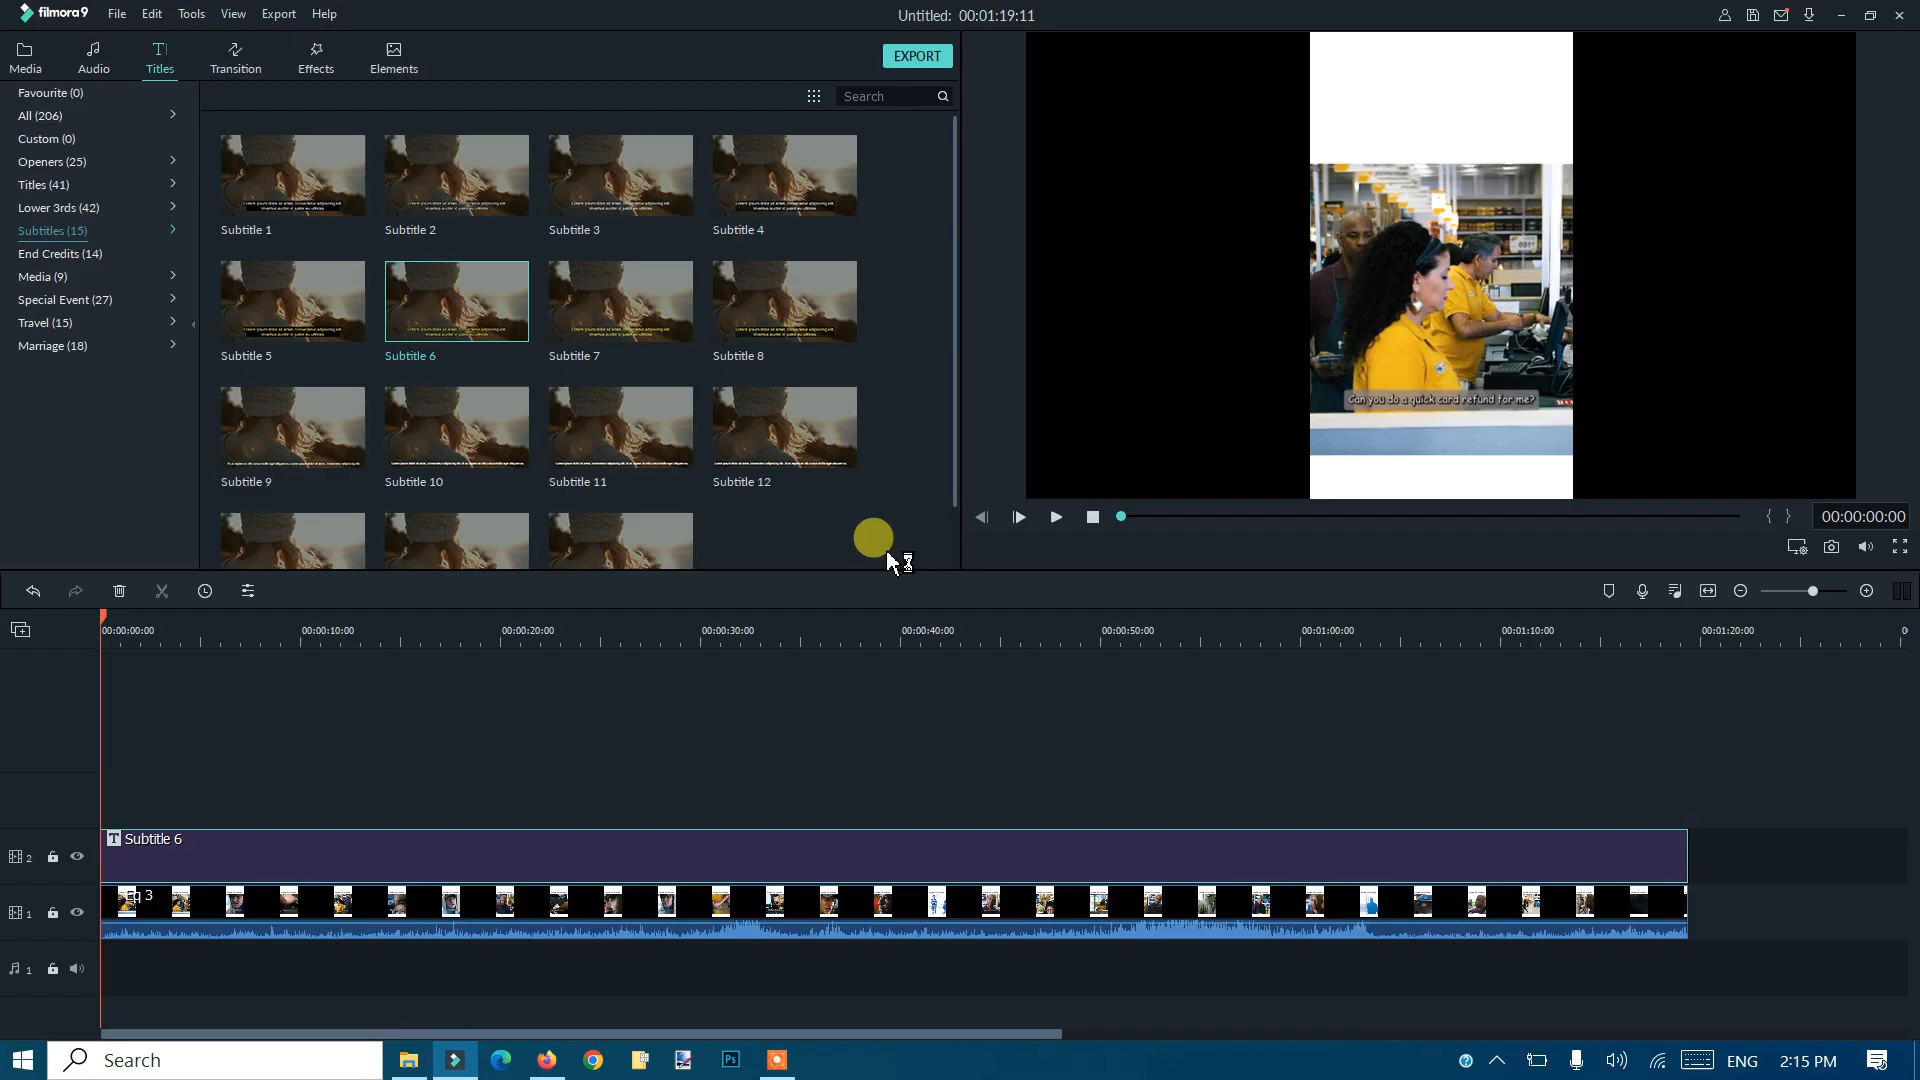 filmora9 File Edit Tools View Export Help
Untitled: 00:01:19:11
Media Audio Titles Transition Effects Elements
EXPORT
Search
Favourite (0)
All (206)
Custom (0)
Openers (25)
Titles (41)
Lower 3rds (42)
Subtitles (15)
End Credits (14)
Media (9)
Special Event (27)
Travel (15)
Marriage (18)
Subtitle 1 Subtitle 2 Subtitle 3 Subtitle 4
Subtitle 5 Subtitle 6 Subtitle 7 Subtitle 8
Subtitle 9 Subtitle 10 Subtitle 11 Subtitle 12
Can you do a quick card refund for me?
00:00:00:00
00:00:00:00 00:00:10:00 00:00:20:00 00:00:30:00 00:00:40:00 00:00:50:00 00:01:00:00 00:01:10:00 00:01:20:00
T Subtitle 6
2
Eq 3
1
1
Search
Ps
ENG 2:15 PM